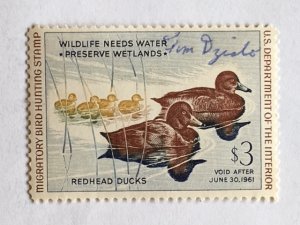 WILDLIFE NEEDS WATER
PRESERVE WETLANDS
MIGRATORY BIRD HUNTING STAMP
U.S. DEPARTMENT OF THE INTERIOR
$3
VOID AFTER
JUNE 30, 1961
REDHEAD DUCKS